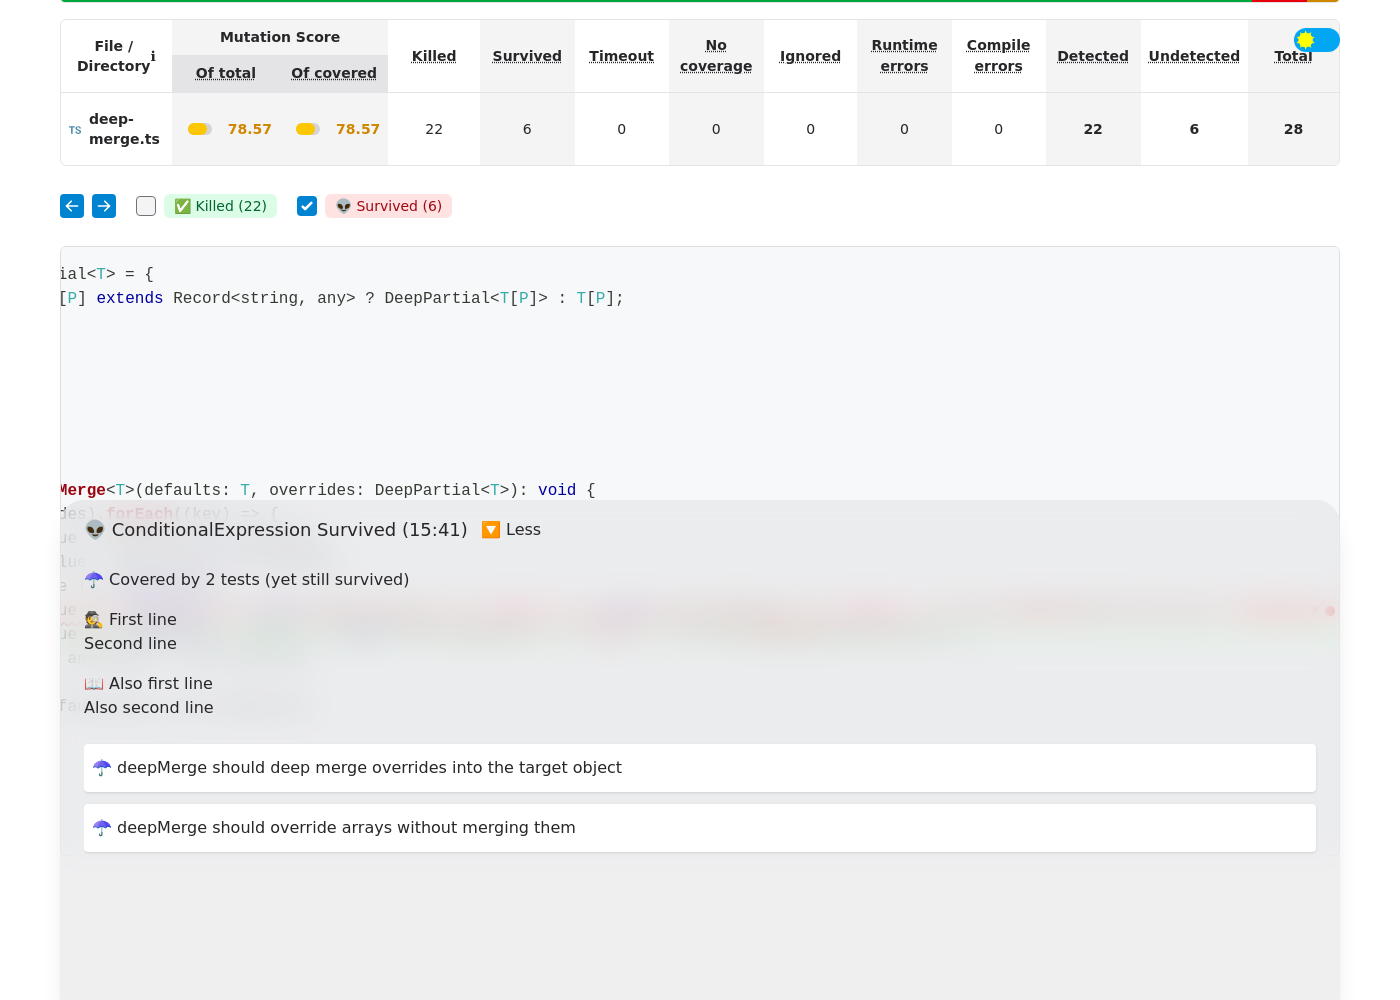 File / Directory ℹ
Mutation Score
Of total Of covered
Killed Survived Timeout No coverage Ignored Runtime errors Compile errors Detected Undetected Total
TS deep-merge.ts 78.57 78.57 22 6 0 0 0 0 0 22 6 28
✅ Killed (22) 👽 Survived (6)
ial<T> = {
[P] extends Record<string, any> ? DeepPartial<T[P]> : T[P];
Merge<T>(defaults: T, overrides: DeepPartial<T>): void {
des).forEach((key) => {
👽 ConditionalExpression Survived (15:41) 🔽 Less
☂️ Covered by 2 tests (yet still survived)
🕵️ First line
Second line
📖 Also first line
Also second line
☂️ deepMerge should deep merge overrides into the target object
☂️ deepMerge should override arrays without merging them